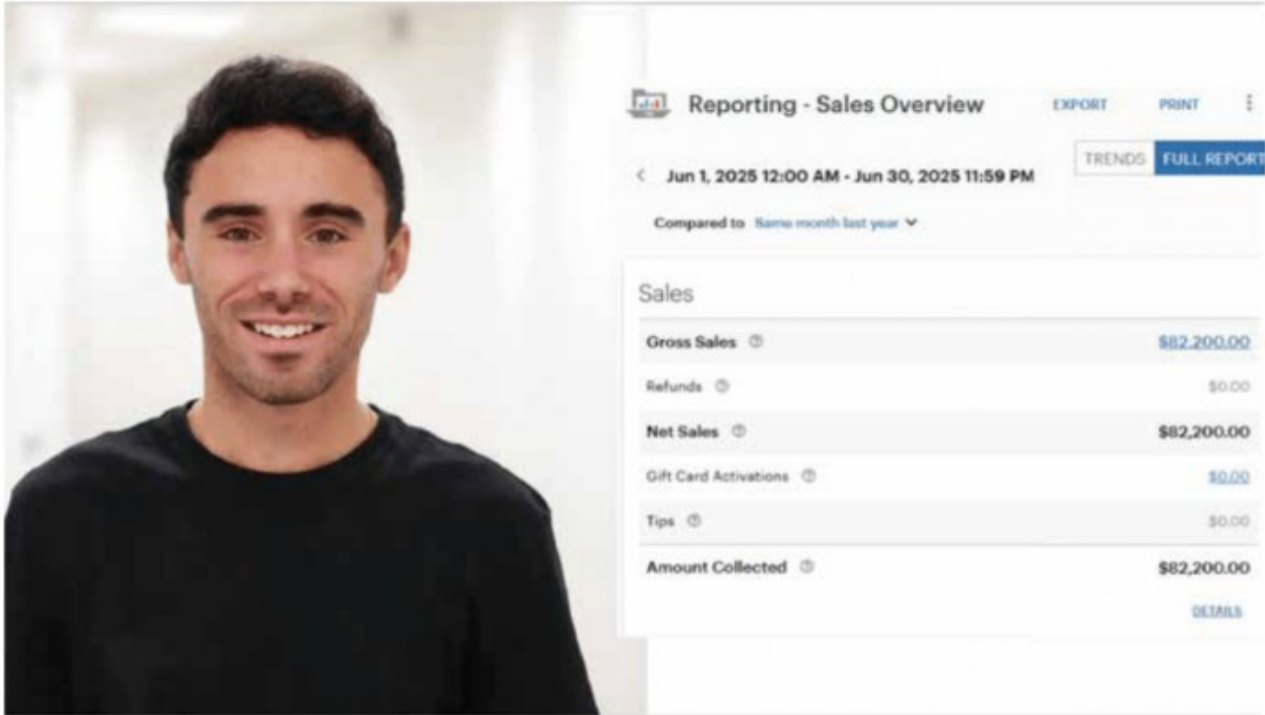 Reporting - Sales Overview EXPORT PRINT
TRENDS FULL REPORT
Jun 1, 2025 12:00 AM - Jun 30, 2025 11:59 PM
Compared to Same month last year
Sales
Gross Sales $82,200.00
Refunds $0.00
Net Sales $82,200.00
Gift Card Activations $0.00
Tips $0.00
Amount Collected $82,200.00
DETAILS